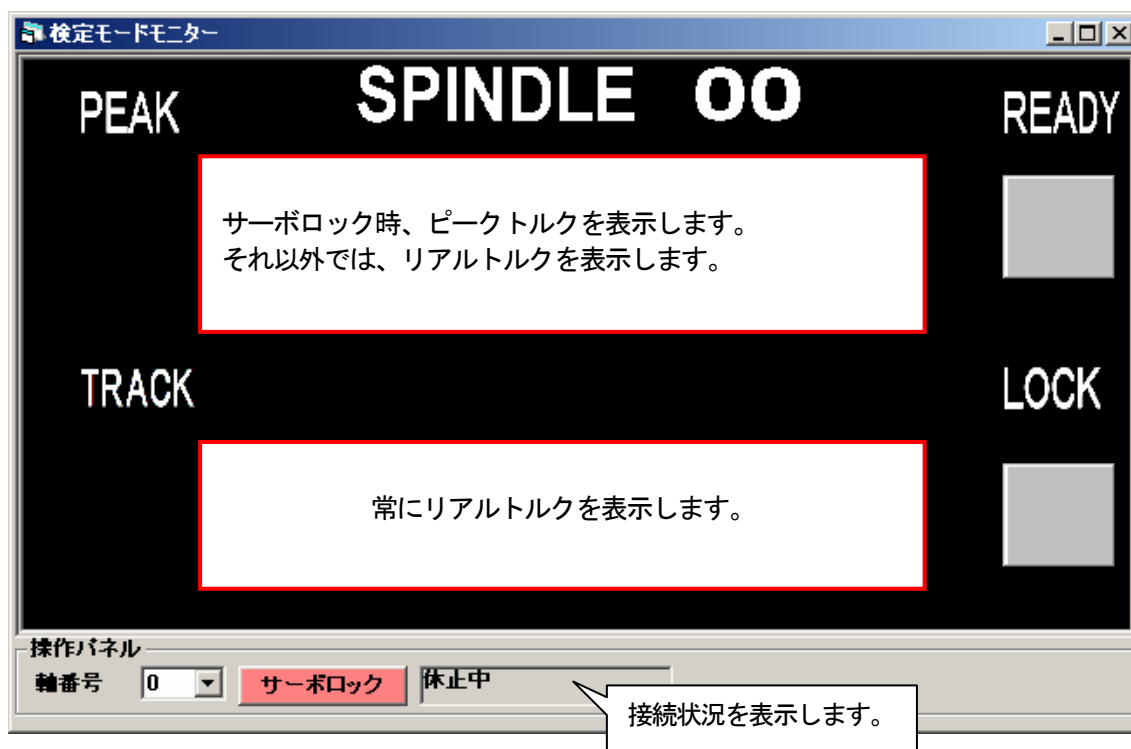 検定モードモニター
PEAK
SPINDLE 00
READY
サーボロック時、ピークトルクを表示します。
それ以外では、リアルトルクを表示します。
TRACK
LOCK
常にリアルトルクを表示します。
操作パネル
軸番号 0 サーボロック 休止中
接続状況を表示します。